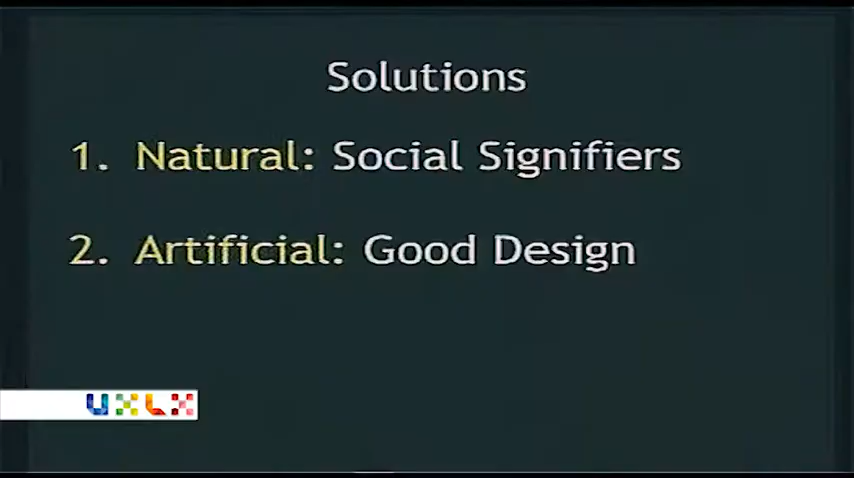 Solutions
1. Natural: Social Signifiers
2. Artificial: Good Design
UXLX